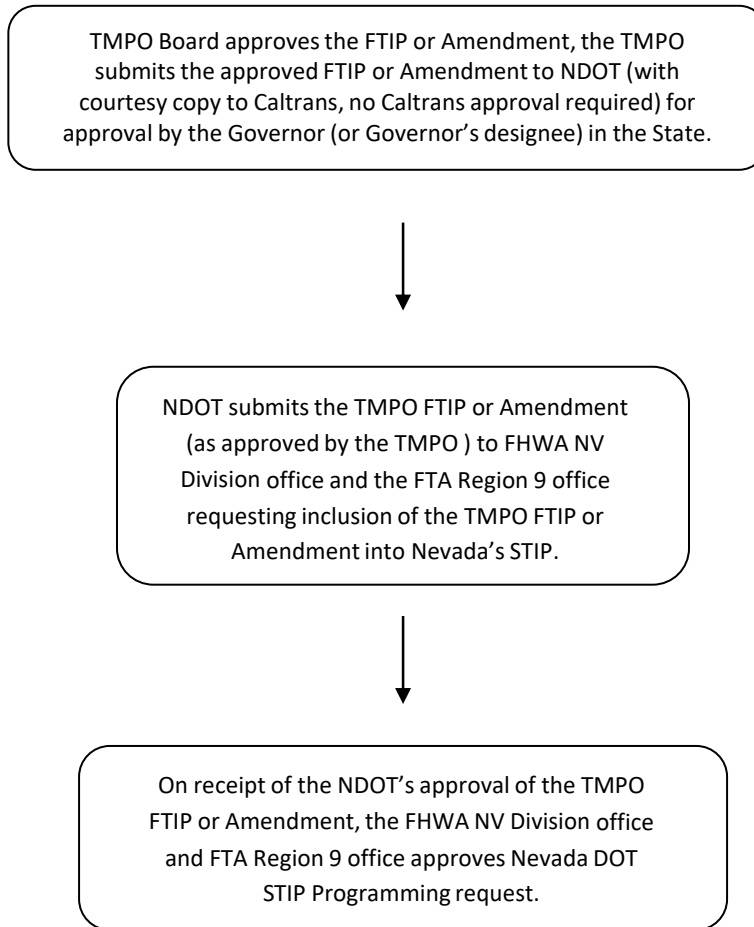 TMPO Board approves the FTIP or Amendment, the TMPO
submits the approved FTIP or Amendment to NDOT (with
courtesy copy to Caltrans, no Caltrans approval required) for
approval by the Governor (or Governor’s designee) in the State.
NDOT submits the TMPO FTIP or Amendment
(as approved by the TMPO ) to FHWA NV
Division office and the FTA Region 9 office
requesting inclusion of the TMPO FTIP or
Amendment into Nevada’s STIP.
On receipt of the NDOT’s approval of the TMPO
FTIP or Amendment, the FHWA NV Division office
and FTA Region 9 office approves Nevada DOT
STIP Programming request.